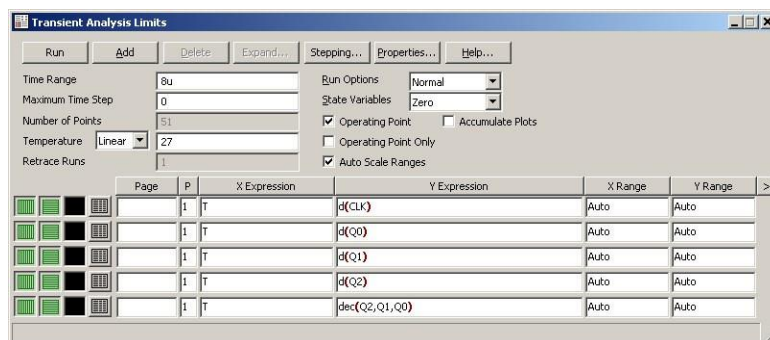 Transient Analysis Limits
Run Add Delete Expand... Stepping... Properties... Help...
Time Range 8u Run Options Normal
Maximum Time Step 0 State Variables Zero
Number of Points 51 Operating Point Accumulate Plots
Temperature Linear 27 Operating Point Only
Retrace Runs 1 Auto Scale Ranges
Page P X Expression Y Expression X Range Y Range >
1 T d(CLK) Auto Auto
1 T d(Q0) Auto Auto
1 T d(Q1) Auto Auto
1 T d(Q2) Auto Auto
1 T dec(Q2,Q1,Q0) Auto Auto